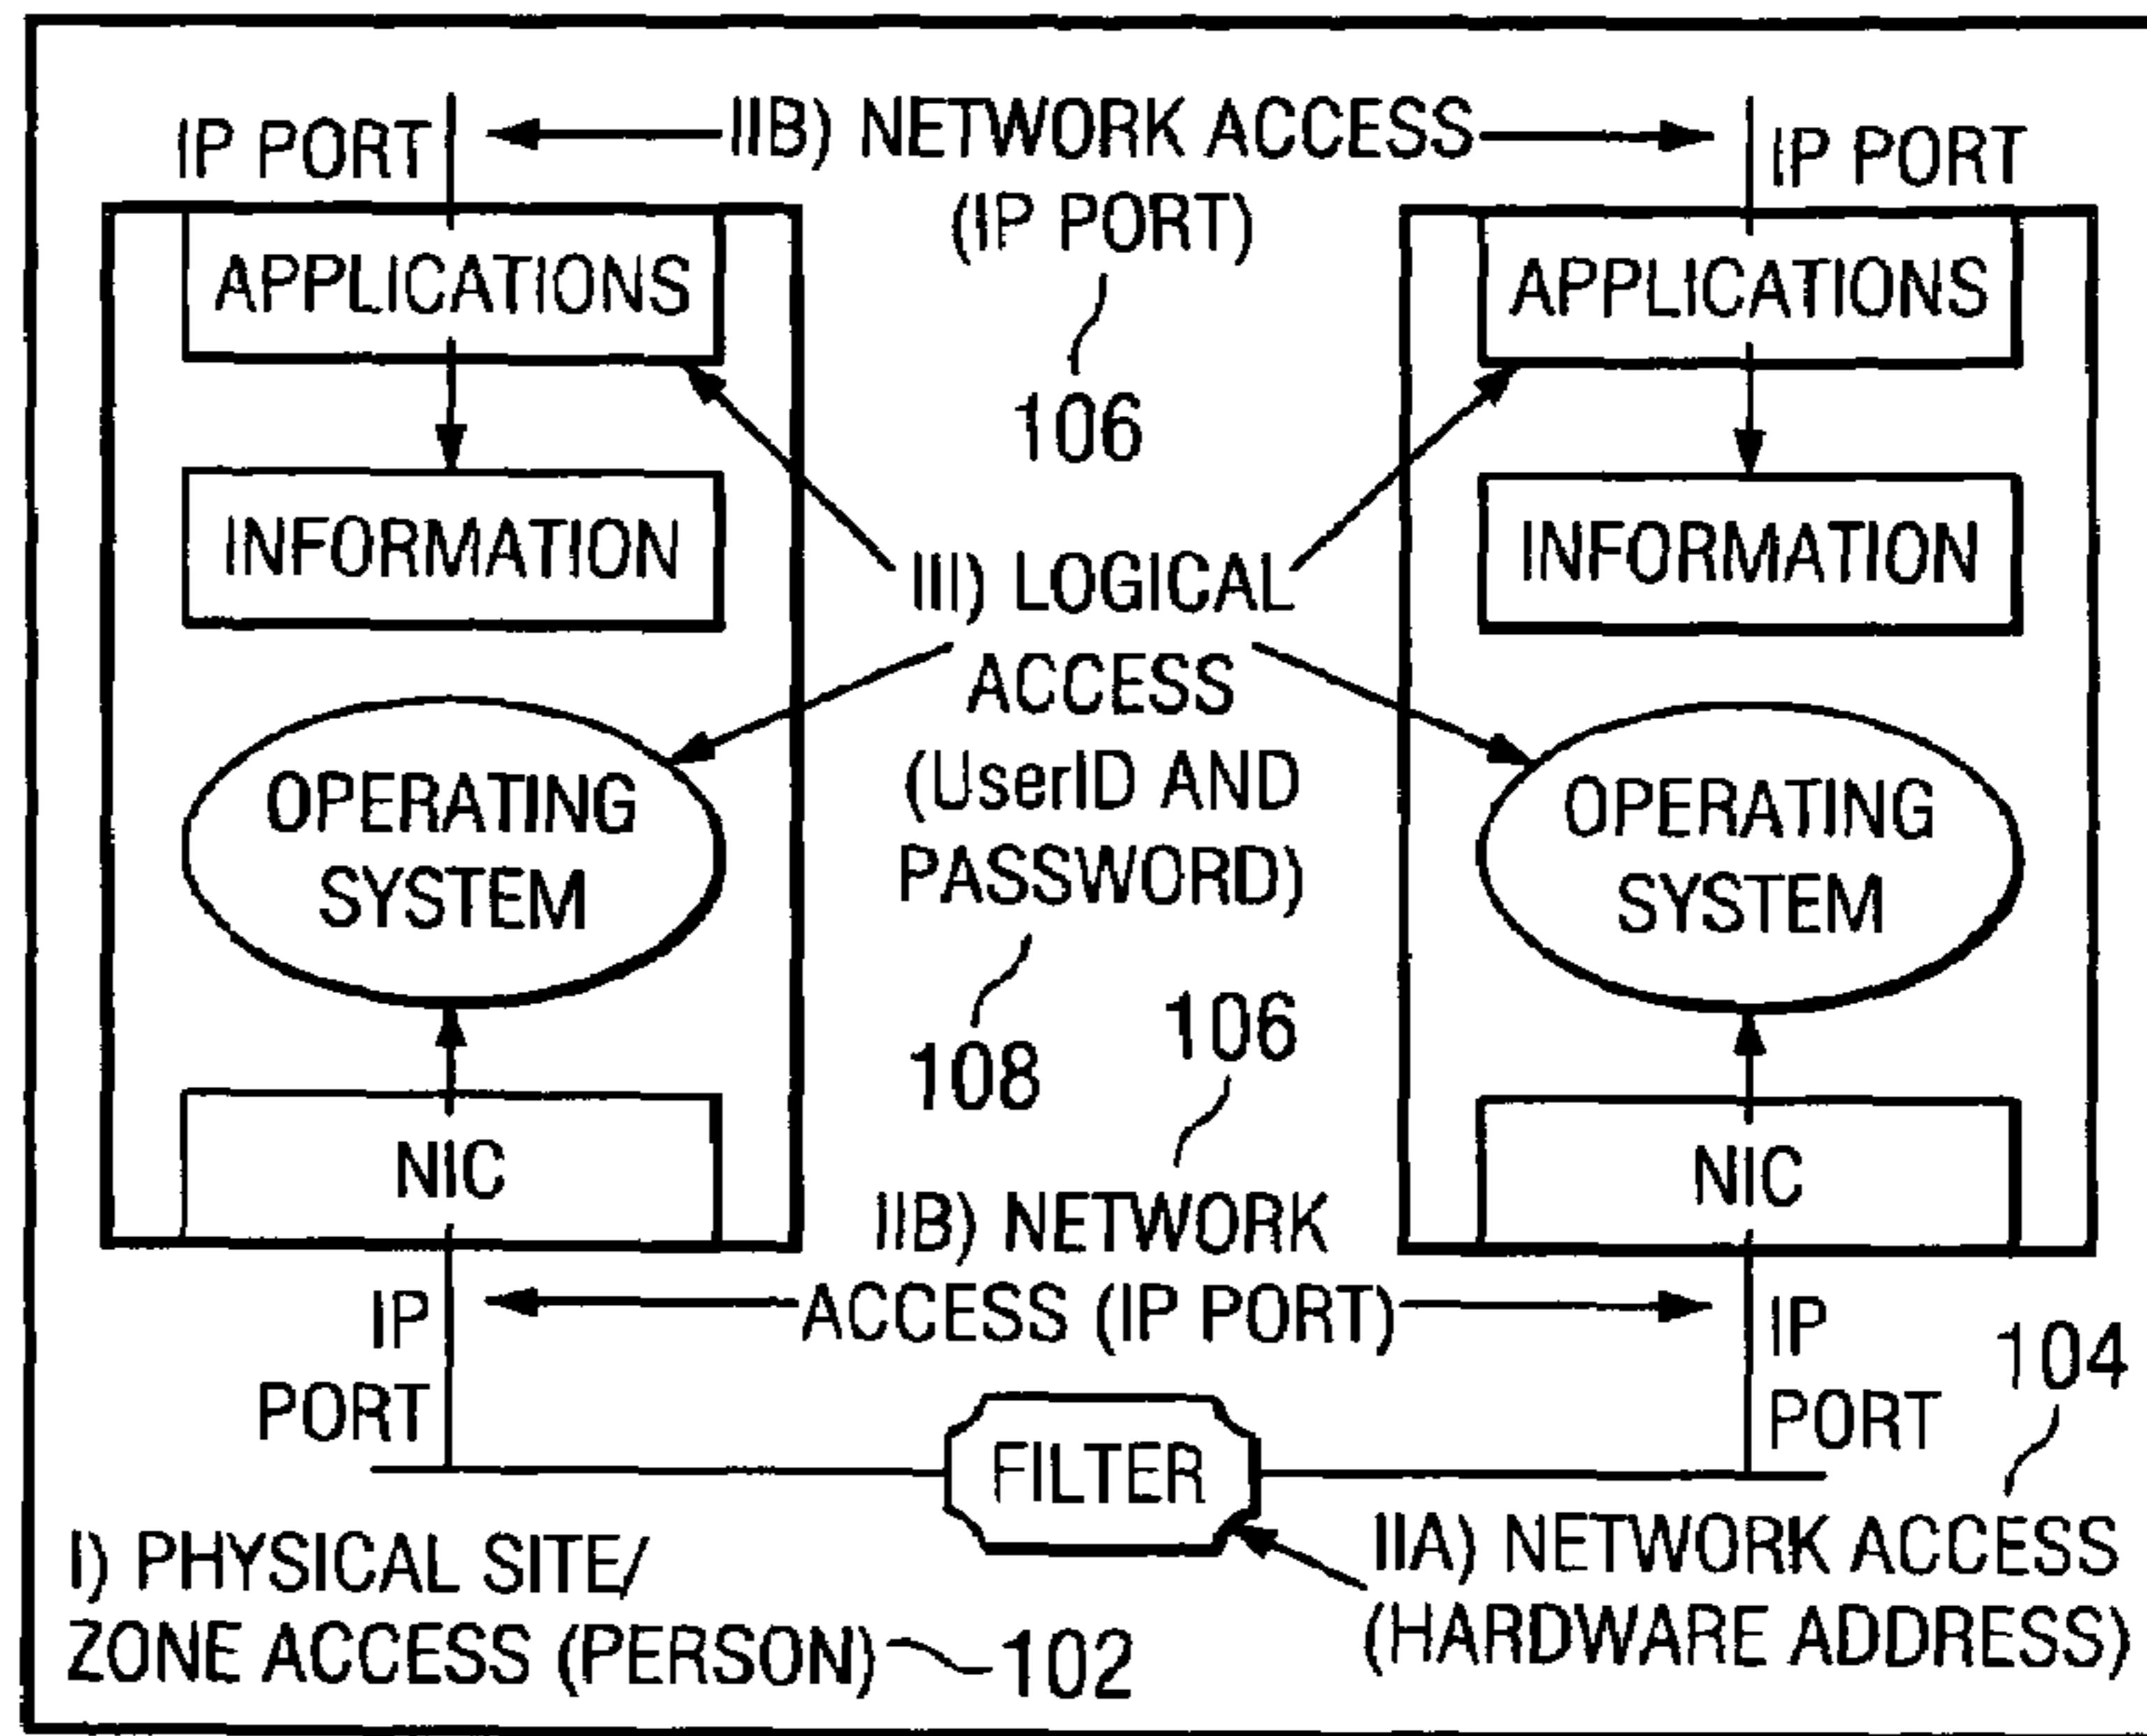 IP PORT
IIB) NETWORK ACCESS
(IP PORT)
IP PORT
106
APPLICATIONS
INFORMATION
OPERATING
SYSTEM
NIC
IP
PORT
III) LOGICAL
ACCESS
(UserID AND
PASSWORD)
108
106
IIB) NETWORK
ACCESS (IP PORT)
APPLICATIONS
INFORMATION
OPERATING
SYSTEM
NIC
IP
PORT
104
FILTER
I) PHYSICAL SITE/
ZONE ACCESS (PERSON)
102
IIA) NETWORK ACCESS
(HARDWARE ADDRESS)